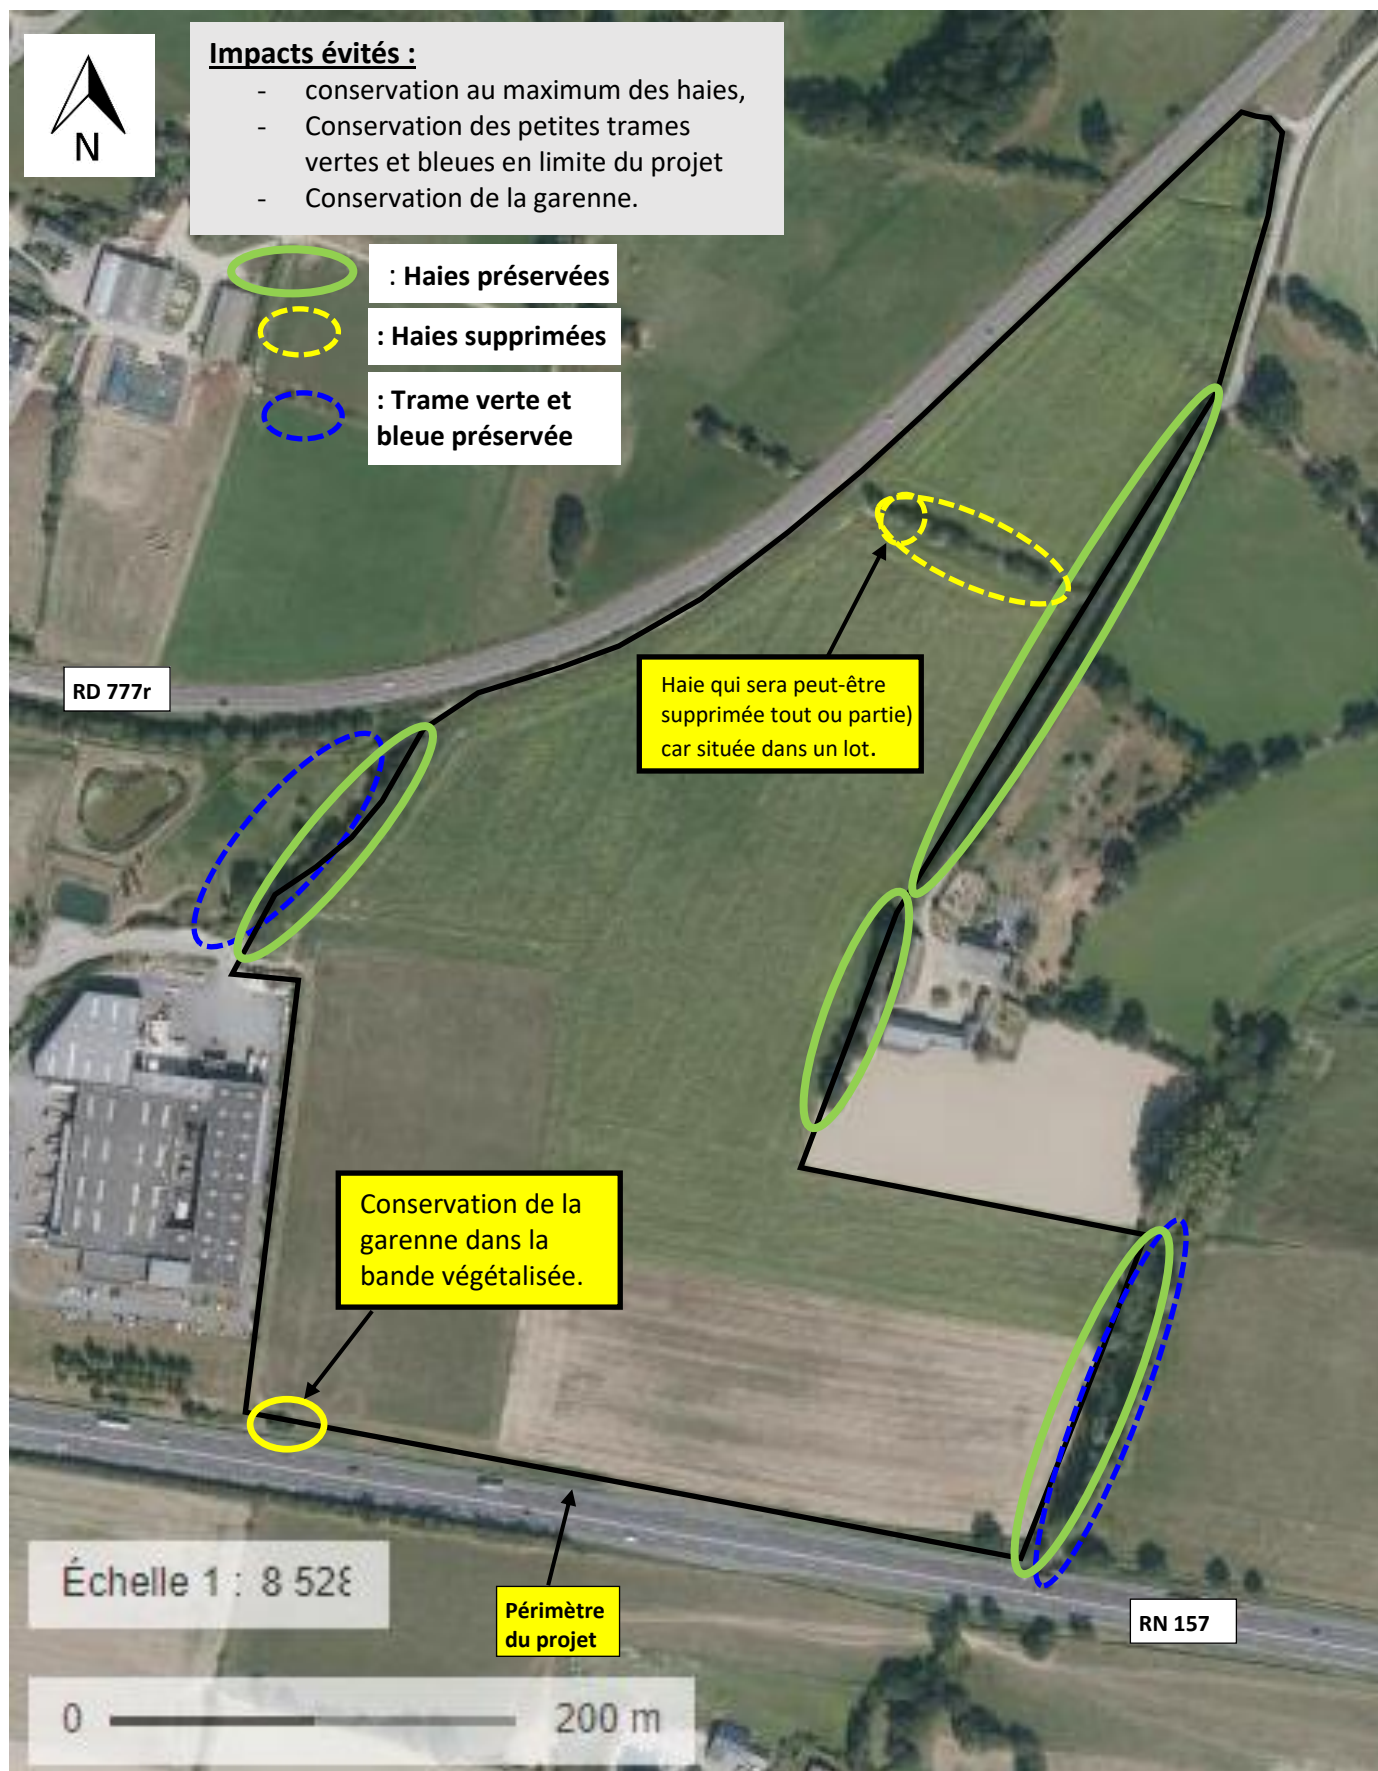 N
Impacts évités :
- conservation au maximum des haies,
- Conservation des petites trames
vertes et bleues en limite du projet
- Conservation de la garenne.
: Haies préservées
: Haies supprimées
: Trame verte et
bleue préservée
RD 777r
Haie qui sera peut-être
supprimée tout ou partie)
car située dans un lot.
Conservation de la
garenne dans la
bande végétalisée.
Échelle 1 : 8 528
Périmètre
du projet
RN 157
0 200 m